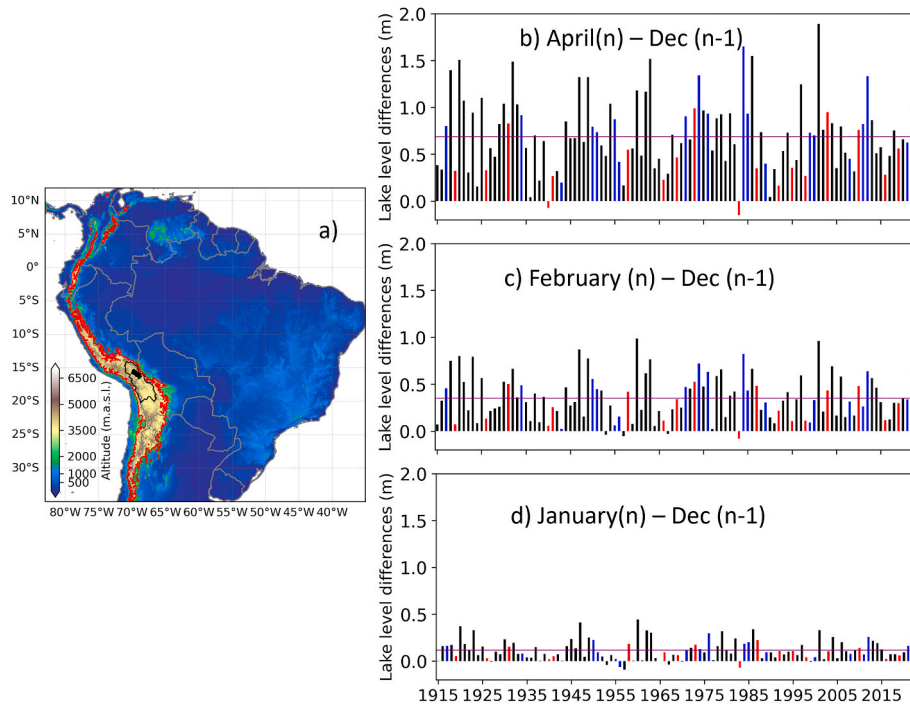 a)
10°N
5°N
0°
5°S
10°S
15°S
20°S
25°S
30°S
80°W 75°W 70°W 65°W 60°W 55°W 50°W 45°W 40°W
6500
5000
3500
2000
500
-
Altitude (m.a.s.l.)
b) April(n) – Dec (n-1)
Lake level differences (m)
2.0
1.5
1.0
0.5
0.0
c) February (n) – Dec (n-1)
Lake level differences (m)
2.0
1.5
1.0
0.5
0.0
d) January(n) – Dec (n-1)
Lake level differences (m)
2.0
1.5
1.0
0.5
0.0
1915 1925 1935 1945 1955 1965 1975 1985 1995 2005 2015